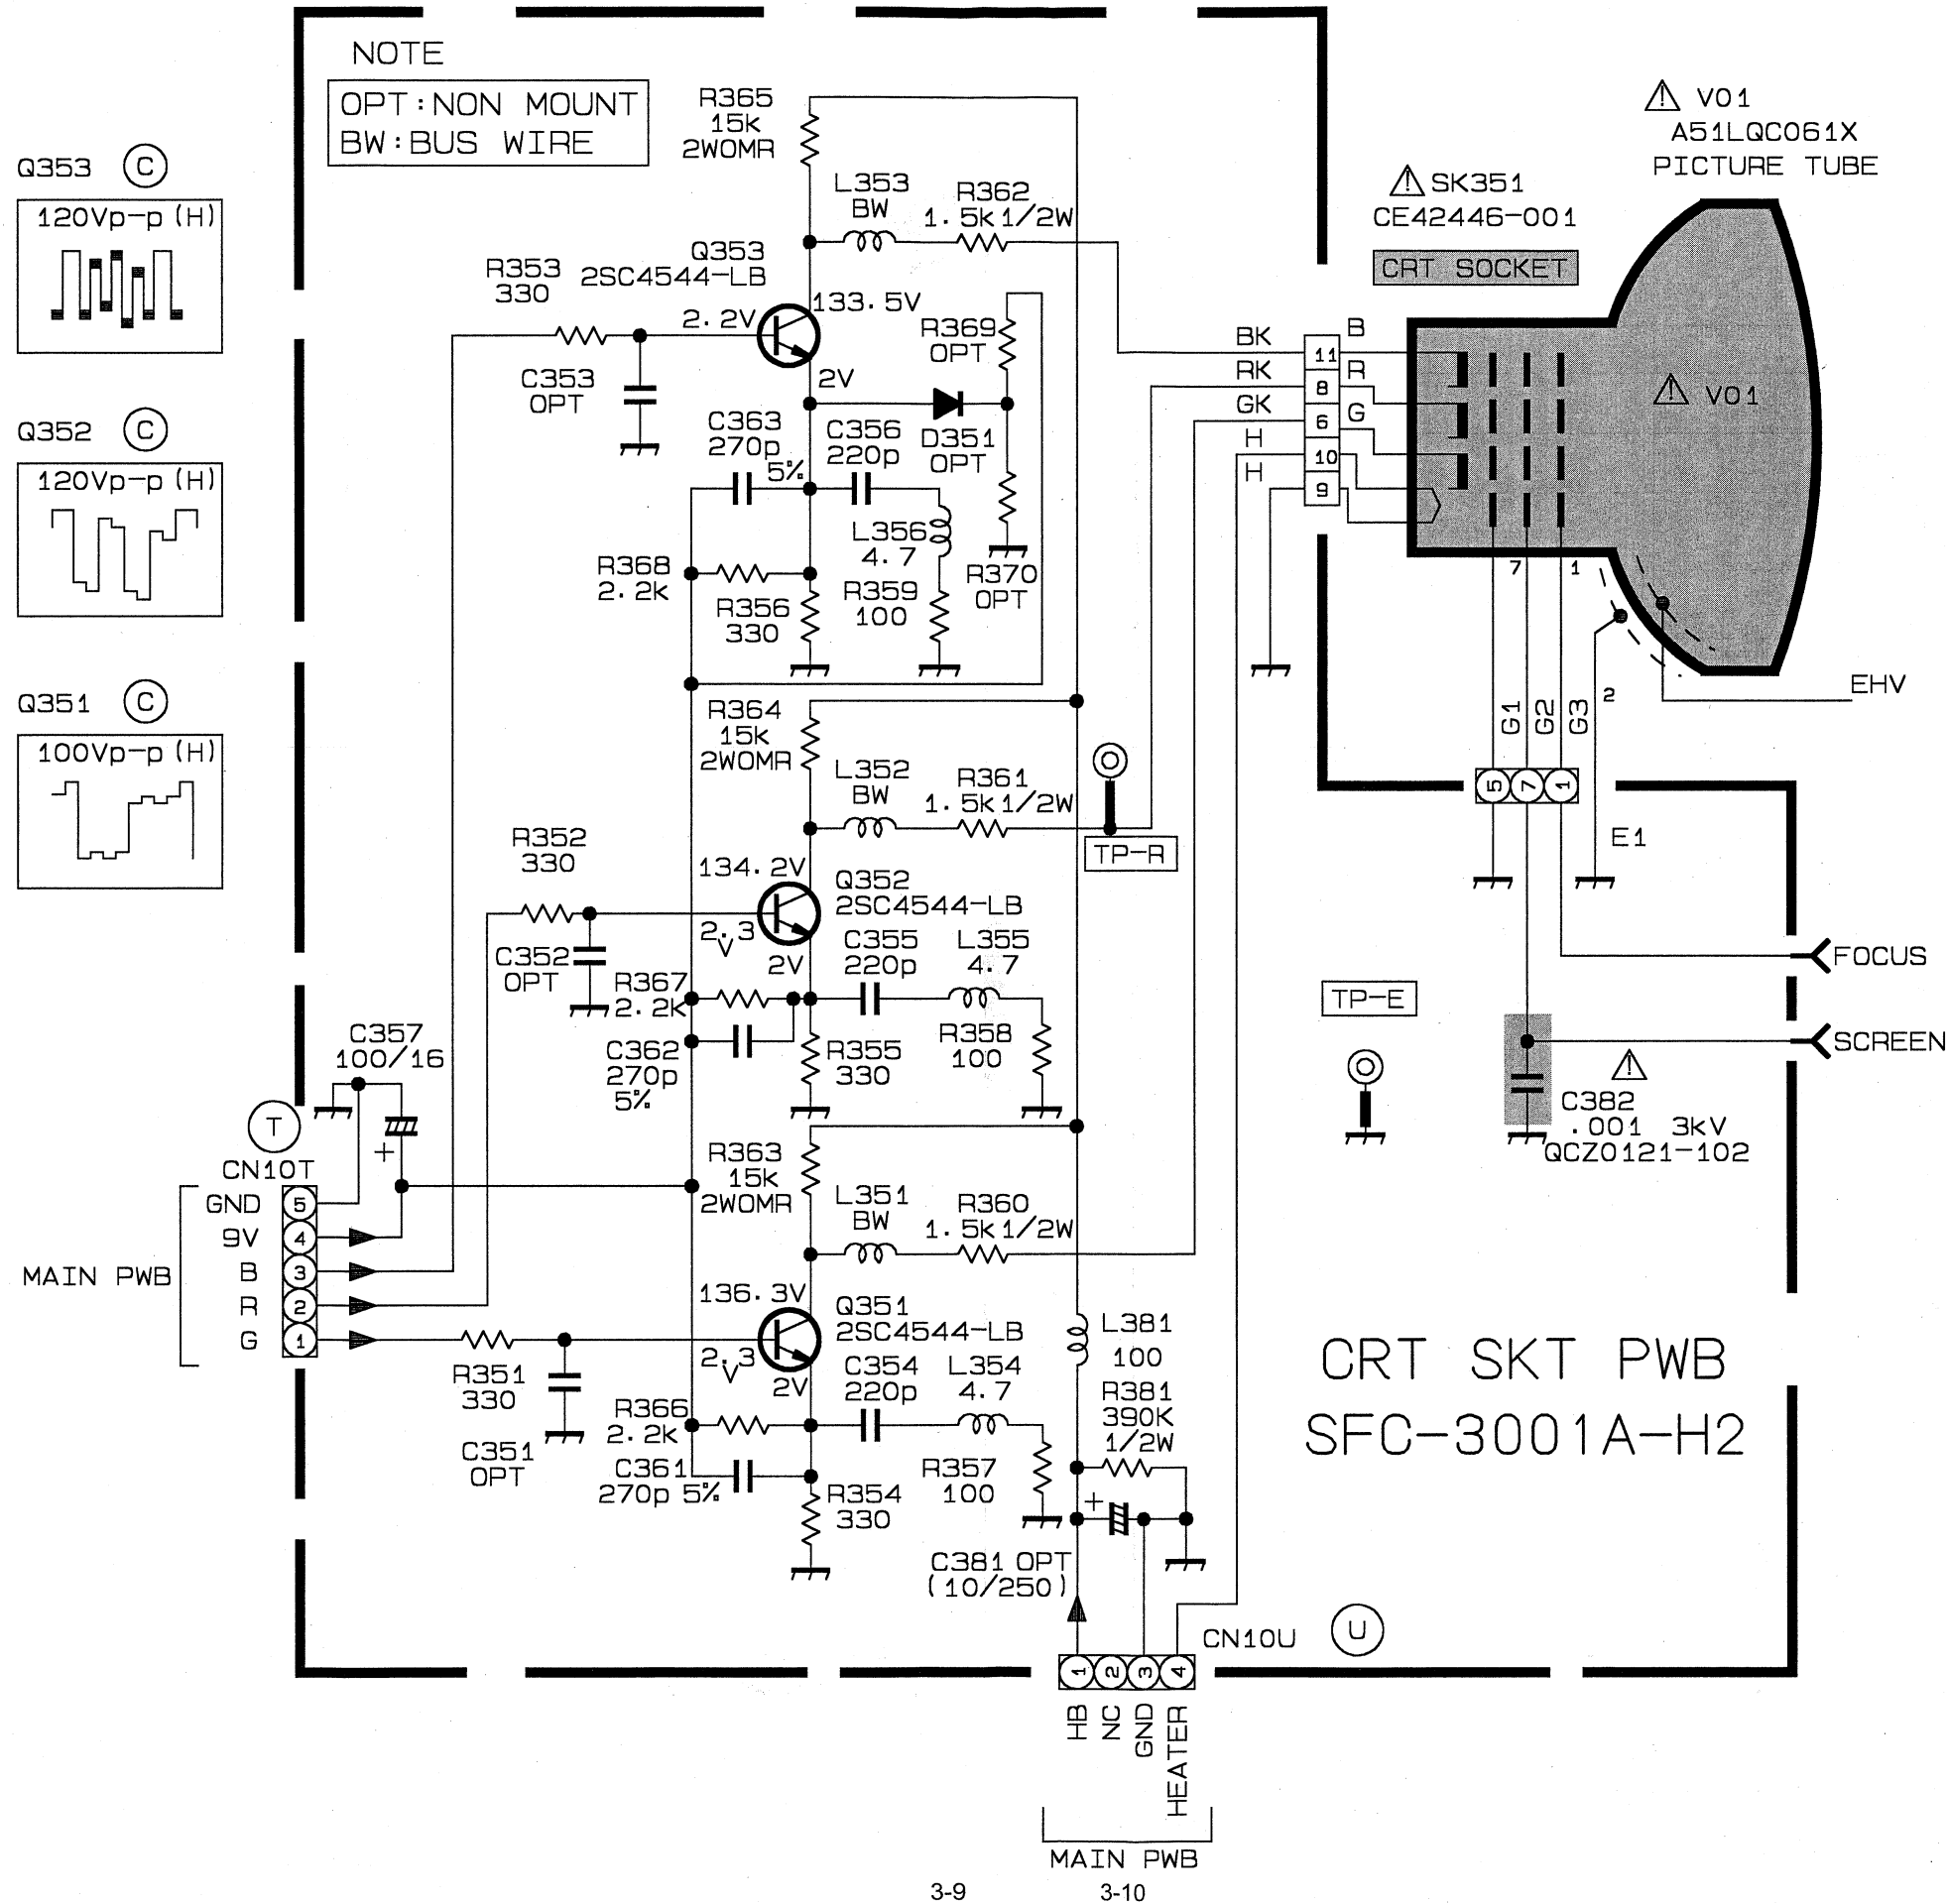 NOTE
OPT:NON MOUNT
BW:BUS WIRE
Q353 C
120Vp-p (H)
Q352 C
120Vp-p (H)
Q351 C
100Vp-p (H)
R365
15k
2WOMR
L353
BW
R362
1.5k 1/2W
Q353
2SC4544-LB
R353
330
2.2V
133.5V
2V
C353
OPT
R369
OPT
D351
OPT
C363
270p
5%
C356
220p
L356
4.7
R368
2.2k
R356
330
R359
100
R370
OPT
R364
15k
2WOMR
L352
BW
R361
1.5k 1/2W
TP-R
R352
330
134.2V
Q352
2SC4544-LB
2.3
V
2V
C352
OPT
C355
220p
L355
4.7
R367
2.2k
C362
270p
5%
R355
330
R358
100
C357
100/16
+
T
CN10T
GND 5
9V 4
B 3
R 2
G 1
MAIN PWB
R363
15k
2WOMR
L351
BW
R360
1.5k 1/2W
136.3V
Q351
2SC4544-LB
2.3
V
2V
R351
330
C351
OPT
C354
220p
L354
4.7
R366
2.2k
C361
270p 5%
R354
330
R357
100
L381
100
R381
390K
1/2W
+
C381 OPT
(10/250)
CN10U U
1 2 3 4
HB
NC
GND
HEATER
MAIN PWB
V01
A51LQC061X
PICTURE TUBE
SK351
CE42446-001
CRT SOCKET
V01
BK 11 B
RK 8 R
GK 6 G
H 10
H 9
7 1
2
EHV
G1
G2
G3
5 7 1
E1
FOCUS
SCREEN
TP-E
C382
.001 3kV
QCZ0121-102
CRT SKT PWB
SFC-3001A-H2
3-9 3-10